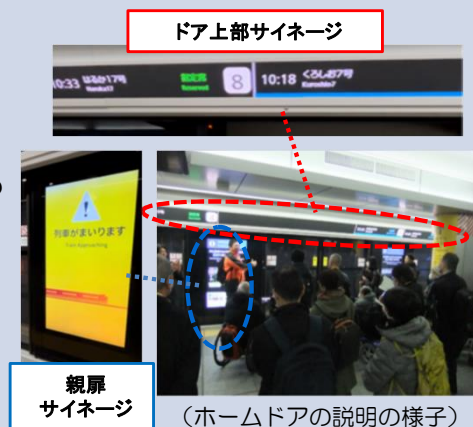 ドア上部サイネージ
10:33 はるか17号
Haruka17
指定席
Reserved
8
10:18 くろしお7号
Kuroshio7
列車がまいります
Train Approaching
親扉
サイネージ
（ホームドアの説明の様子）